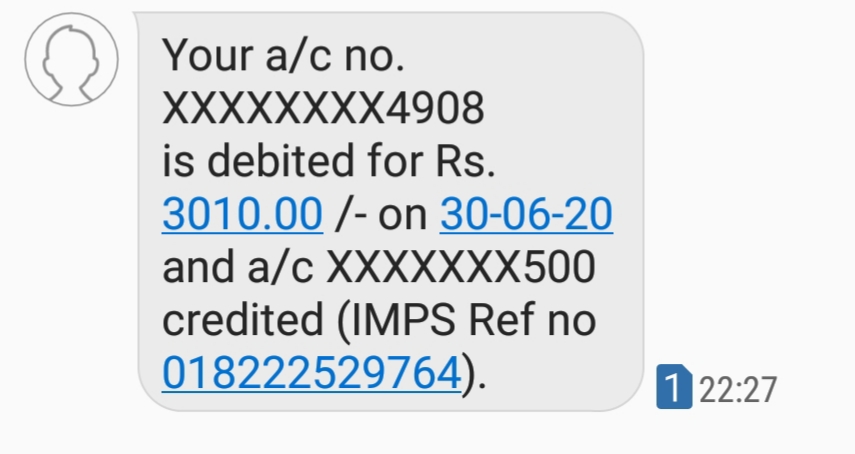 Your a/c no.
XXXXXXXX4908
is debited for Rs.
3010.00 /- on 30-06-20
and a/c XXXXXXX500
credited (IMPS Ref no
018222529764).
1 22:27